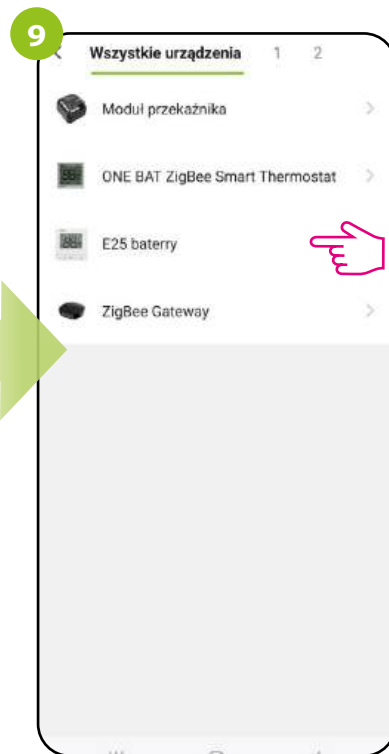 9
Wszystkie urządzenia 1 2
Moduł przekaźnika
ONE BAT ZigBee Smart Thermostat
E25 baterry
ZigBee Gateway